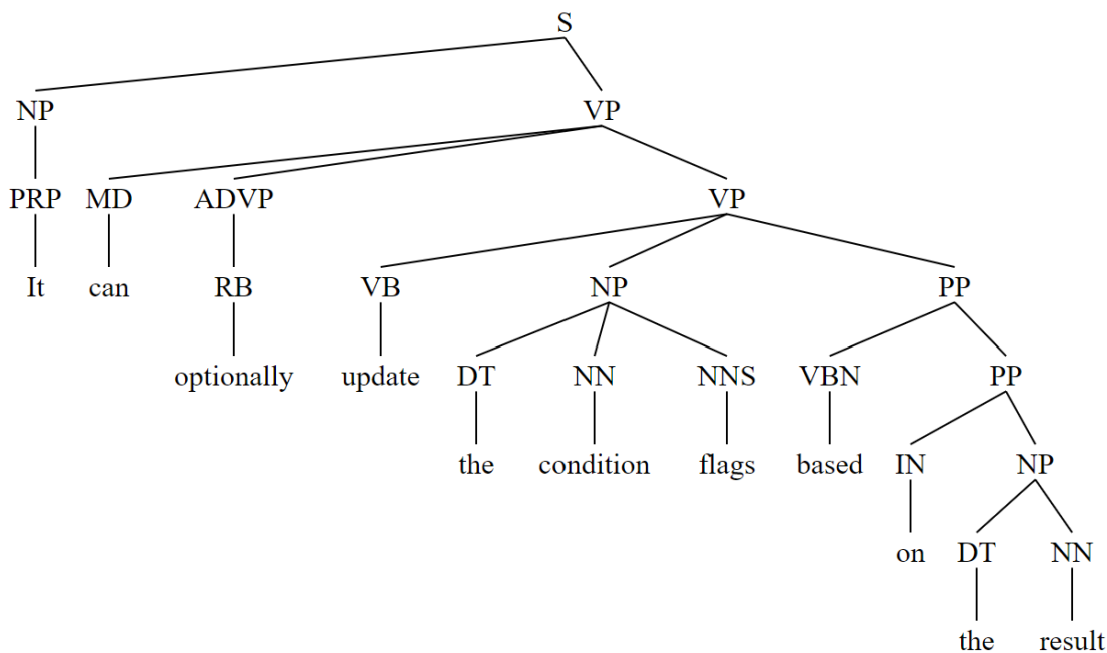 S
NP VP
PRP MD ADVP VP
It can RB VB NP PP
optionally update DT NN NNS VBN PP
the condition flags based IN NP
on DT NN
the result